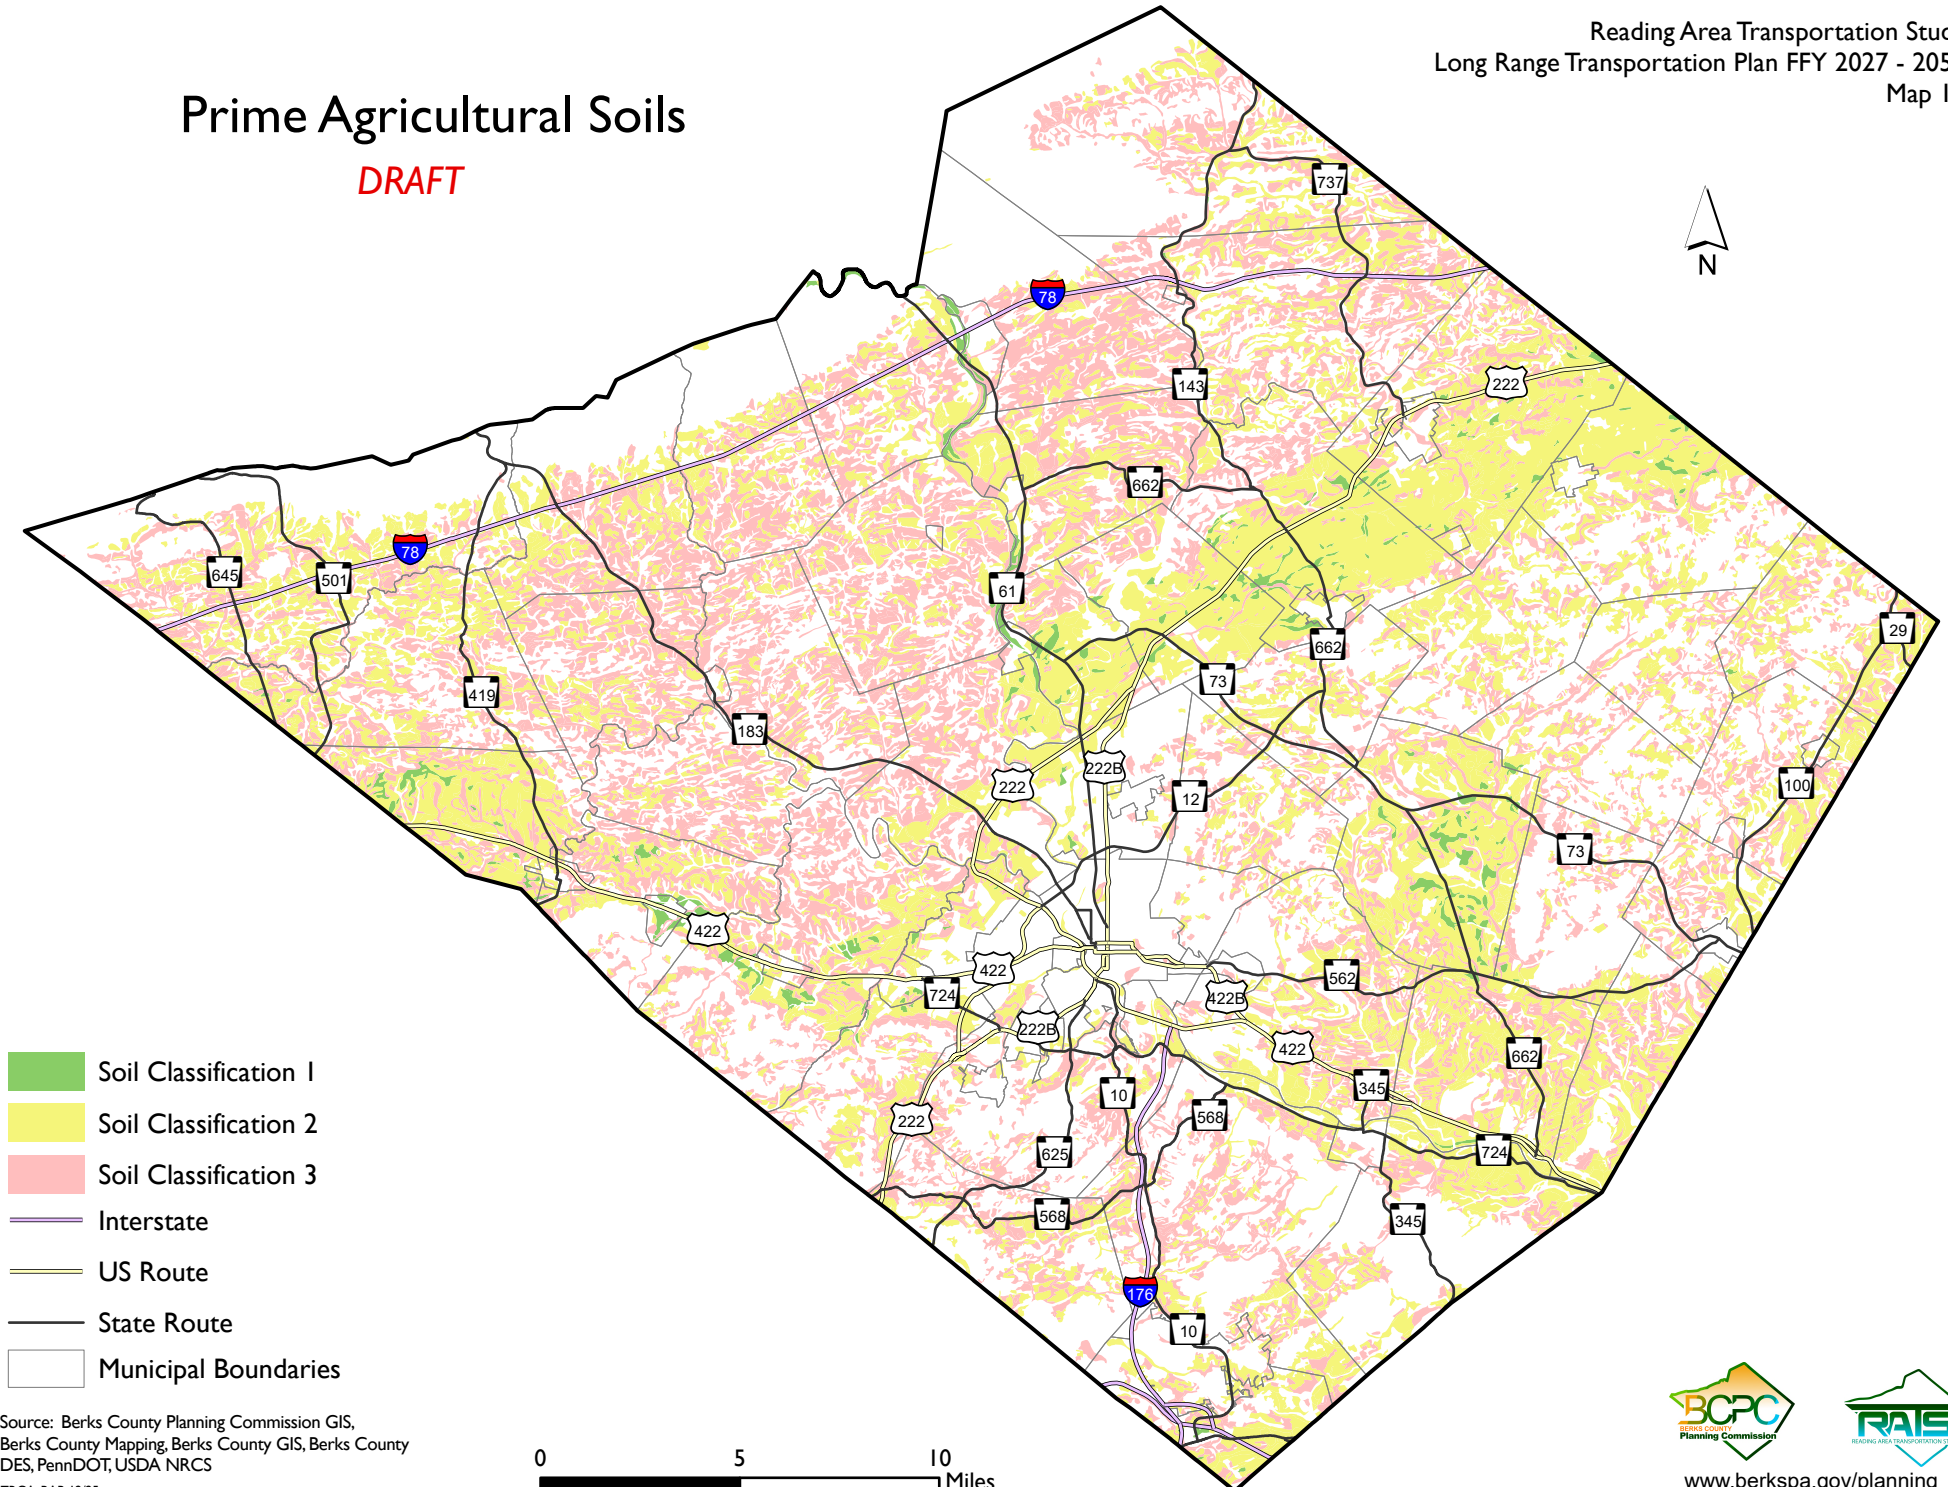 Reading Area Transportation
Long Range Transportation Plan FFY 2027 -
Map
Prime Agricultural Soils
DRAFT
N
737
78
143
222
662
78
645
501
61
29
662
419
73
183
222B
222
12
100
73
422
422
562
724
422B
222B
422
662
345
10
568
222
625
724
568
345
176
10
Soil Classification 1
Soil Classification 2
Soil Classification 3
Interstate
US Route
State Route
Municipal Boundaries
Source: Berks County Planning Commission GIS,
Berks County Mapping, Berks County GIS, Berks County
DES, PennDOT, USDA NRCS
0 5 10
Miles
BCPC
BERKS COUNTY
Planning Commission
RATS
READING AREA TRANSPORTATION
www.berkspa.gov/planning